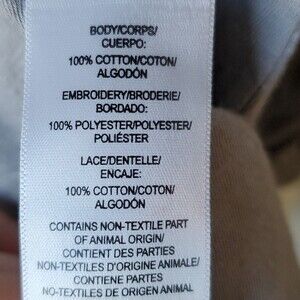 BODY/CORPS/
CUERPO:
100% COTTON/COTON/
ALGODÓN
EMBROIDERY/BRODERIE/
BORDADO:
100% POLYESTER/POLYESTER/
POLIÉSTER
LACE/DENTELLE/
ENCAJE:
100% COTTON/COTON/
ALGODÓN
CONTAINS NON-TEXTILE PART
OF ANIMAL ORIGIN/
CONTIENT DES PARTIES
NON-TEXTILES D'ORIGINE ANIMALE/
CONTIENE PARTES
NO-TEXTILES DE ORIGEN ANIMAL